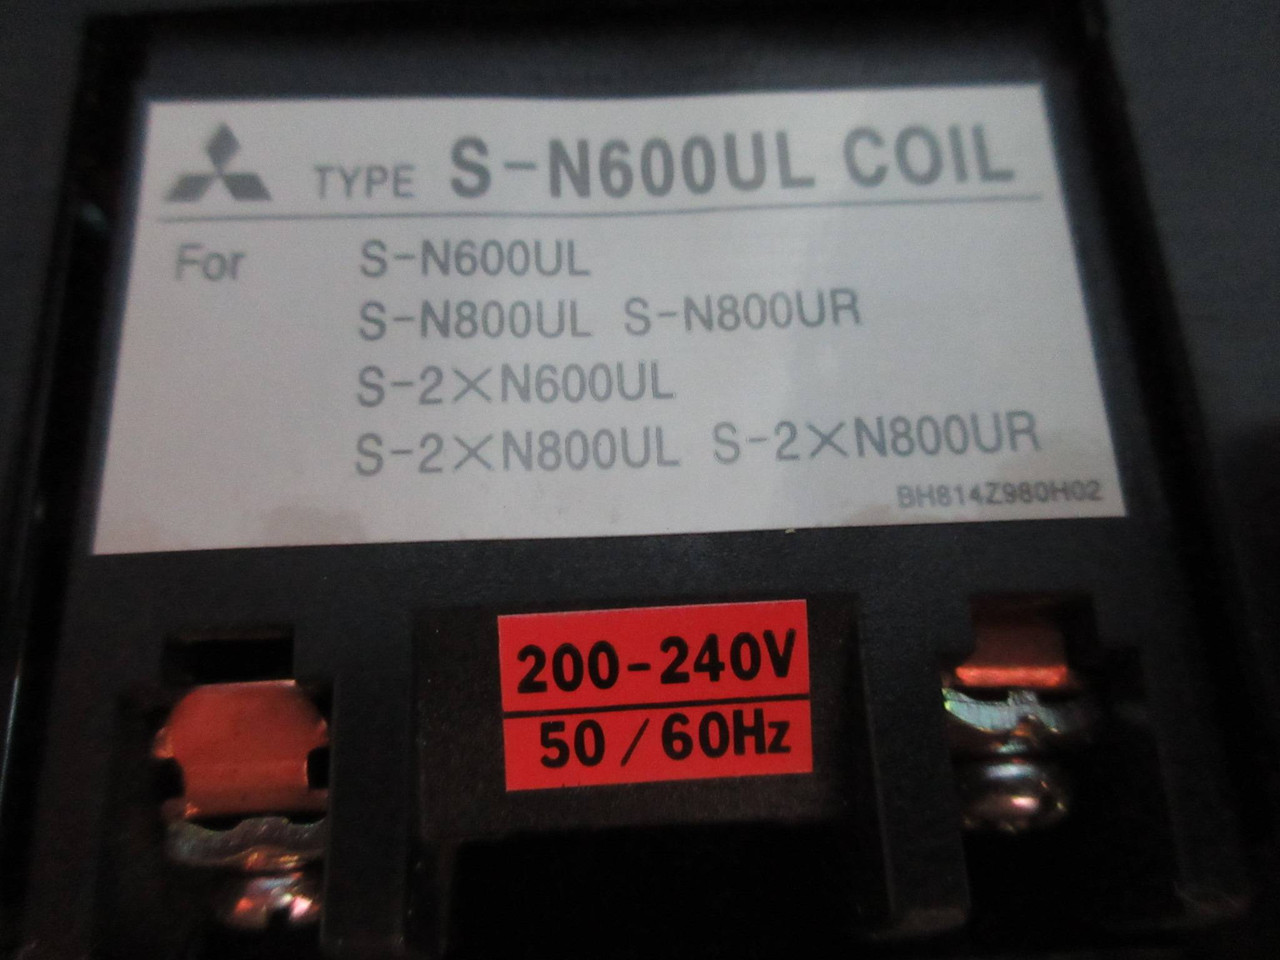 TYPE S-N600UL COIL
For S-N600UL
S-N800UL S-N800UR
S-2×N600UL
S-2×N800UL S-2×N800UR
BH814Z980H02
200-240V
50/60Hz